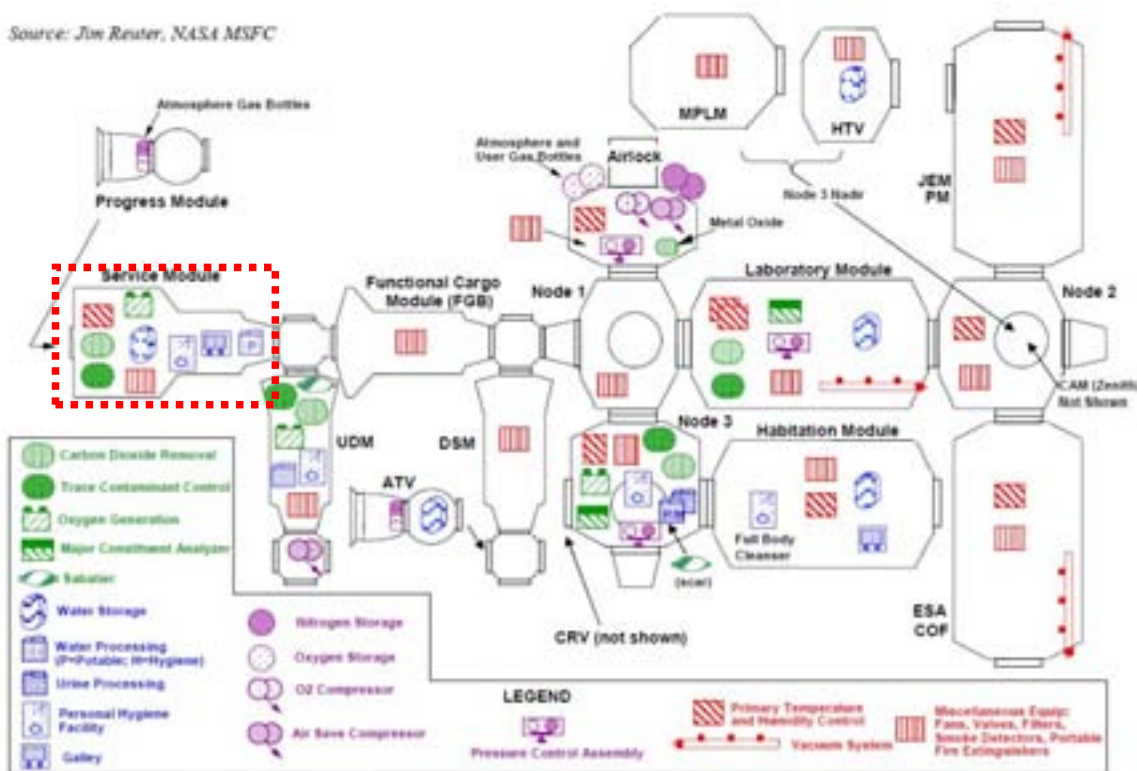 Source: Jim Reuter, NASA MSFC
Atmosphere Gas Bottles
Progress Module
MPLM
HTV
Atmosphere and
User Gas Bottles
Airlock
Node 3 Nadir
JEM
PM
Metal Oxide
Service Module
Functional Cargo
Module (FGB)
Node 1
Laboratory Module
Node 2
CAM (Zenith)
Not Shown
UDM
DSM
Node 3
Habitation Module
ATV
Full Body
Cleanser
(scar)
CRV (not shown)
ESA
COF
Carbon Dioxide Removal
Trace Contaminant Control
Oxygen Generation
Major Constituent Analyzer
Sabatier
Water Storage
Water Processing
(P=Potable; H=Hygiene)
Urine Processing
Personal Hygiene
Facility
Galley
Nitrogen Storage
Oxygen Storage
O2 Compressor
Air Save Compressor
LEGEND
Pressure Control Assembly
Primary Temperature
and Humidity Control
Vacuum System
Miscellaneous Equip:
Fans, Valves, Filters,
Smoke Detectors, Portable
Fire Extinguishers